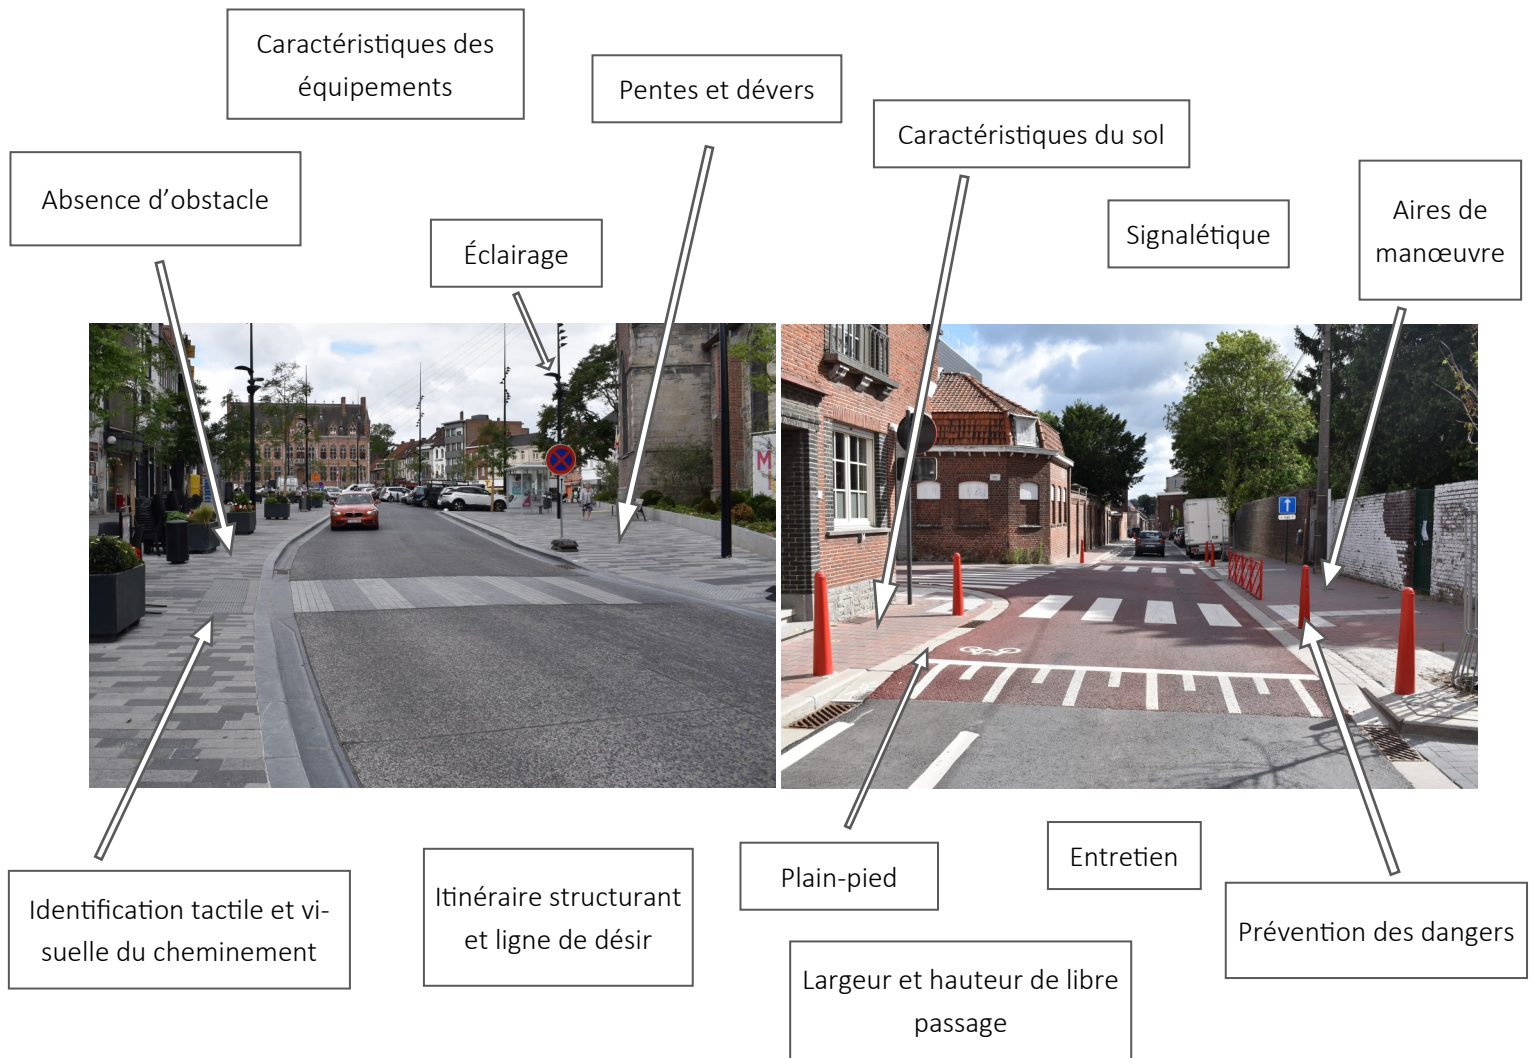 Caractéristiques des
équipements
Pentes et dévers
Caractéristiques du sol
Absence d’obstacle
Éclairage
Signalétique
Aires de
manœuvre
M
Identification tactile et vi-
suelle du cheminement
Itinéraire structurant
et ligne de désir
Plain-pied
Entretien
Prévention des dangers
Largeur et hauteur de libre
passage